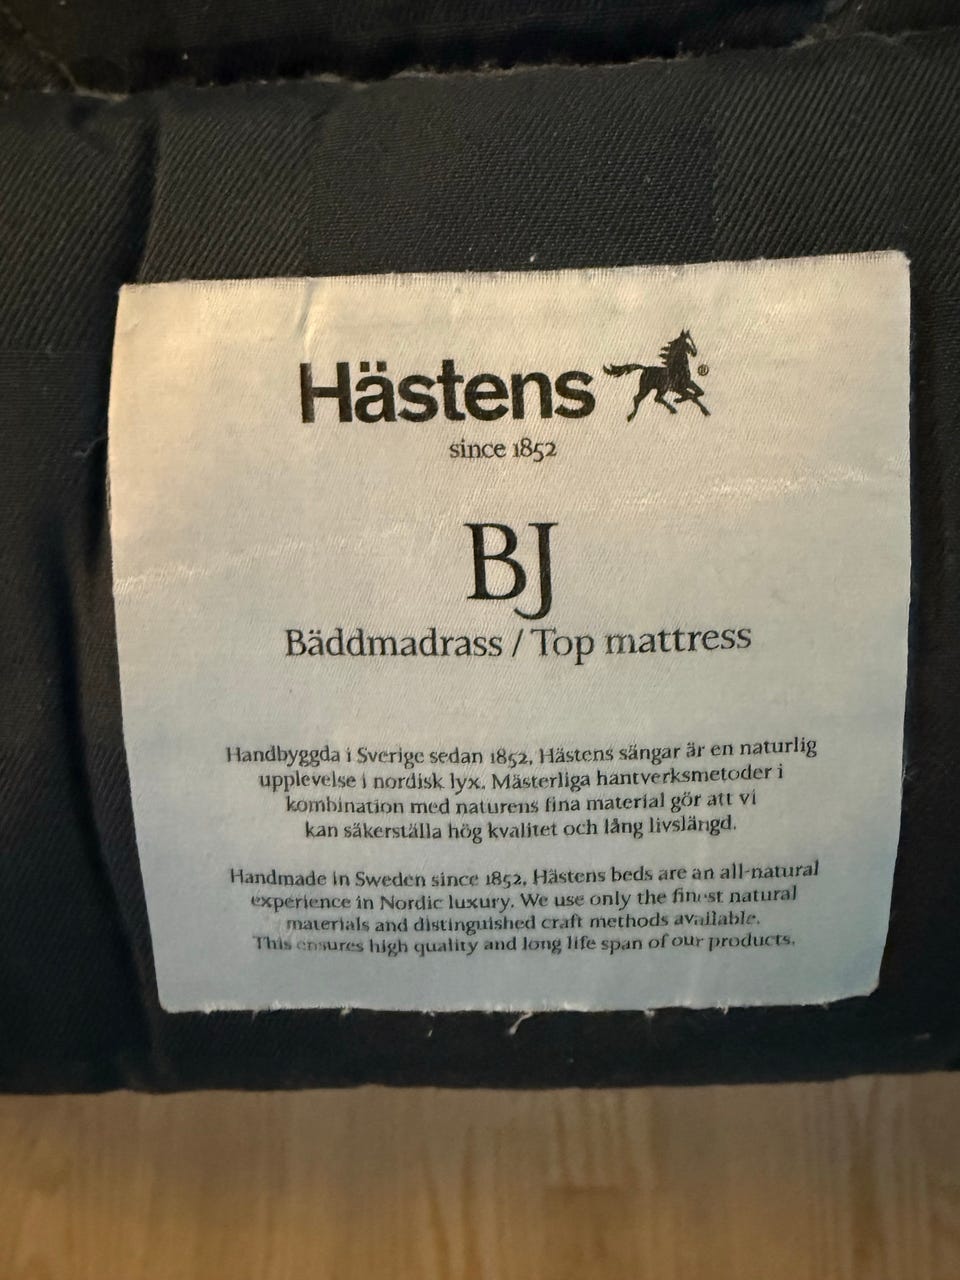 Hästens®
since 1852
BJ
Bäddmadrass / Top mattress
Handbyggda i Sverige sedan 1852, Hästens sängar är en naturlig
upplevelse i nordisk lyx. Mästerliga hantverksmetoder i
kombination med naturens fina material gör att vi
kan säkerställa hög kvalitet och lång livslängd.
Handmade in Sweden since 1852, Hästens beds are an all-natural
experience in Nordic luxury. We use only the finest natural
materials and distinguished craft methods available.
This ensures high quality and long life span of our products.